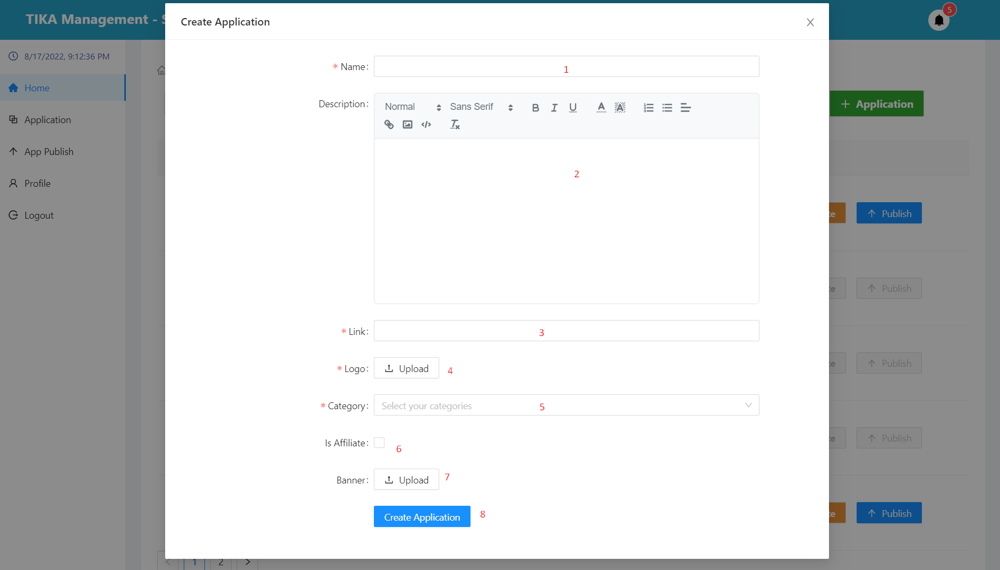 TIKA Management - S
5
Create Application
8/17/2022, 9:12:36 PM
Home
Application
App Publish
Profile
Logout
* Name:
1
Description:
Normal
Sans Serif
2
* Link:
3
* Logo:
Upload
4
* Category:
Select your categories
5
Is Affiliate:
6
Banner:
Upload
7
Create Application
8
+ Application
Publish
Publish
Publish
Publish
Publish
< 1 2 >